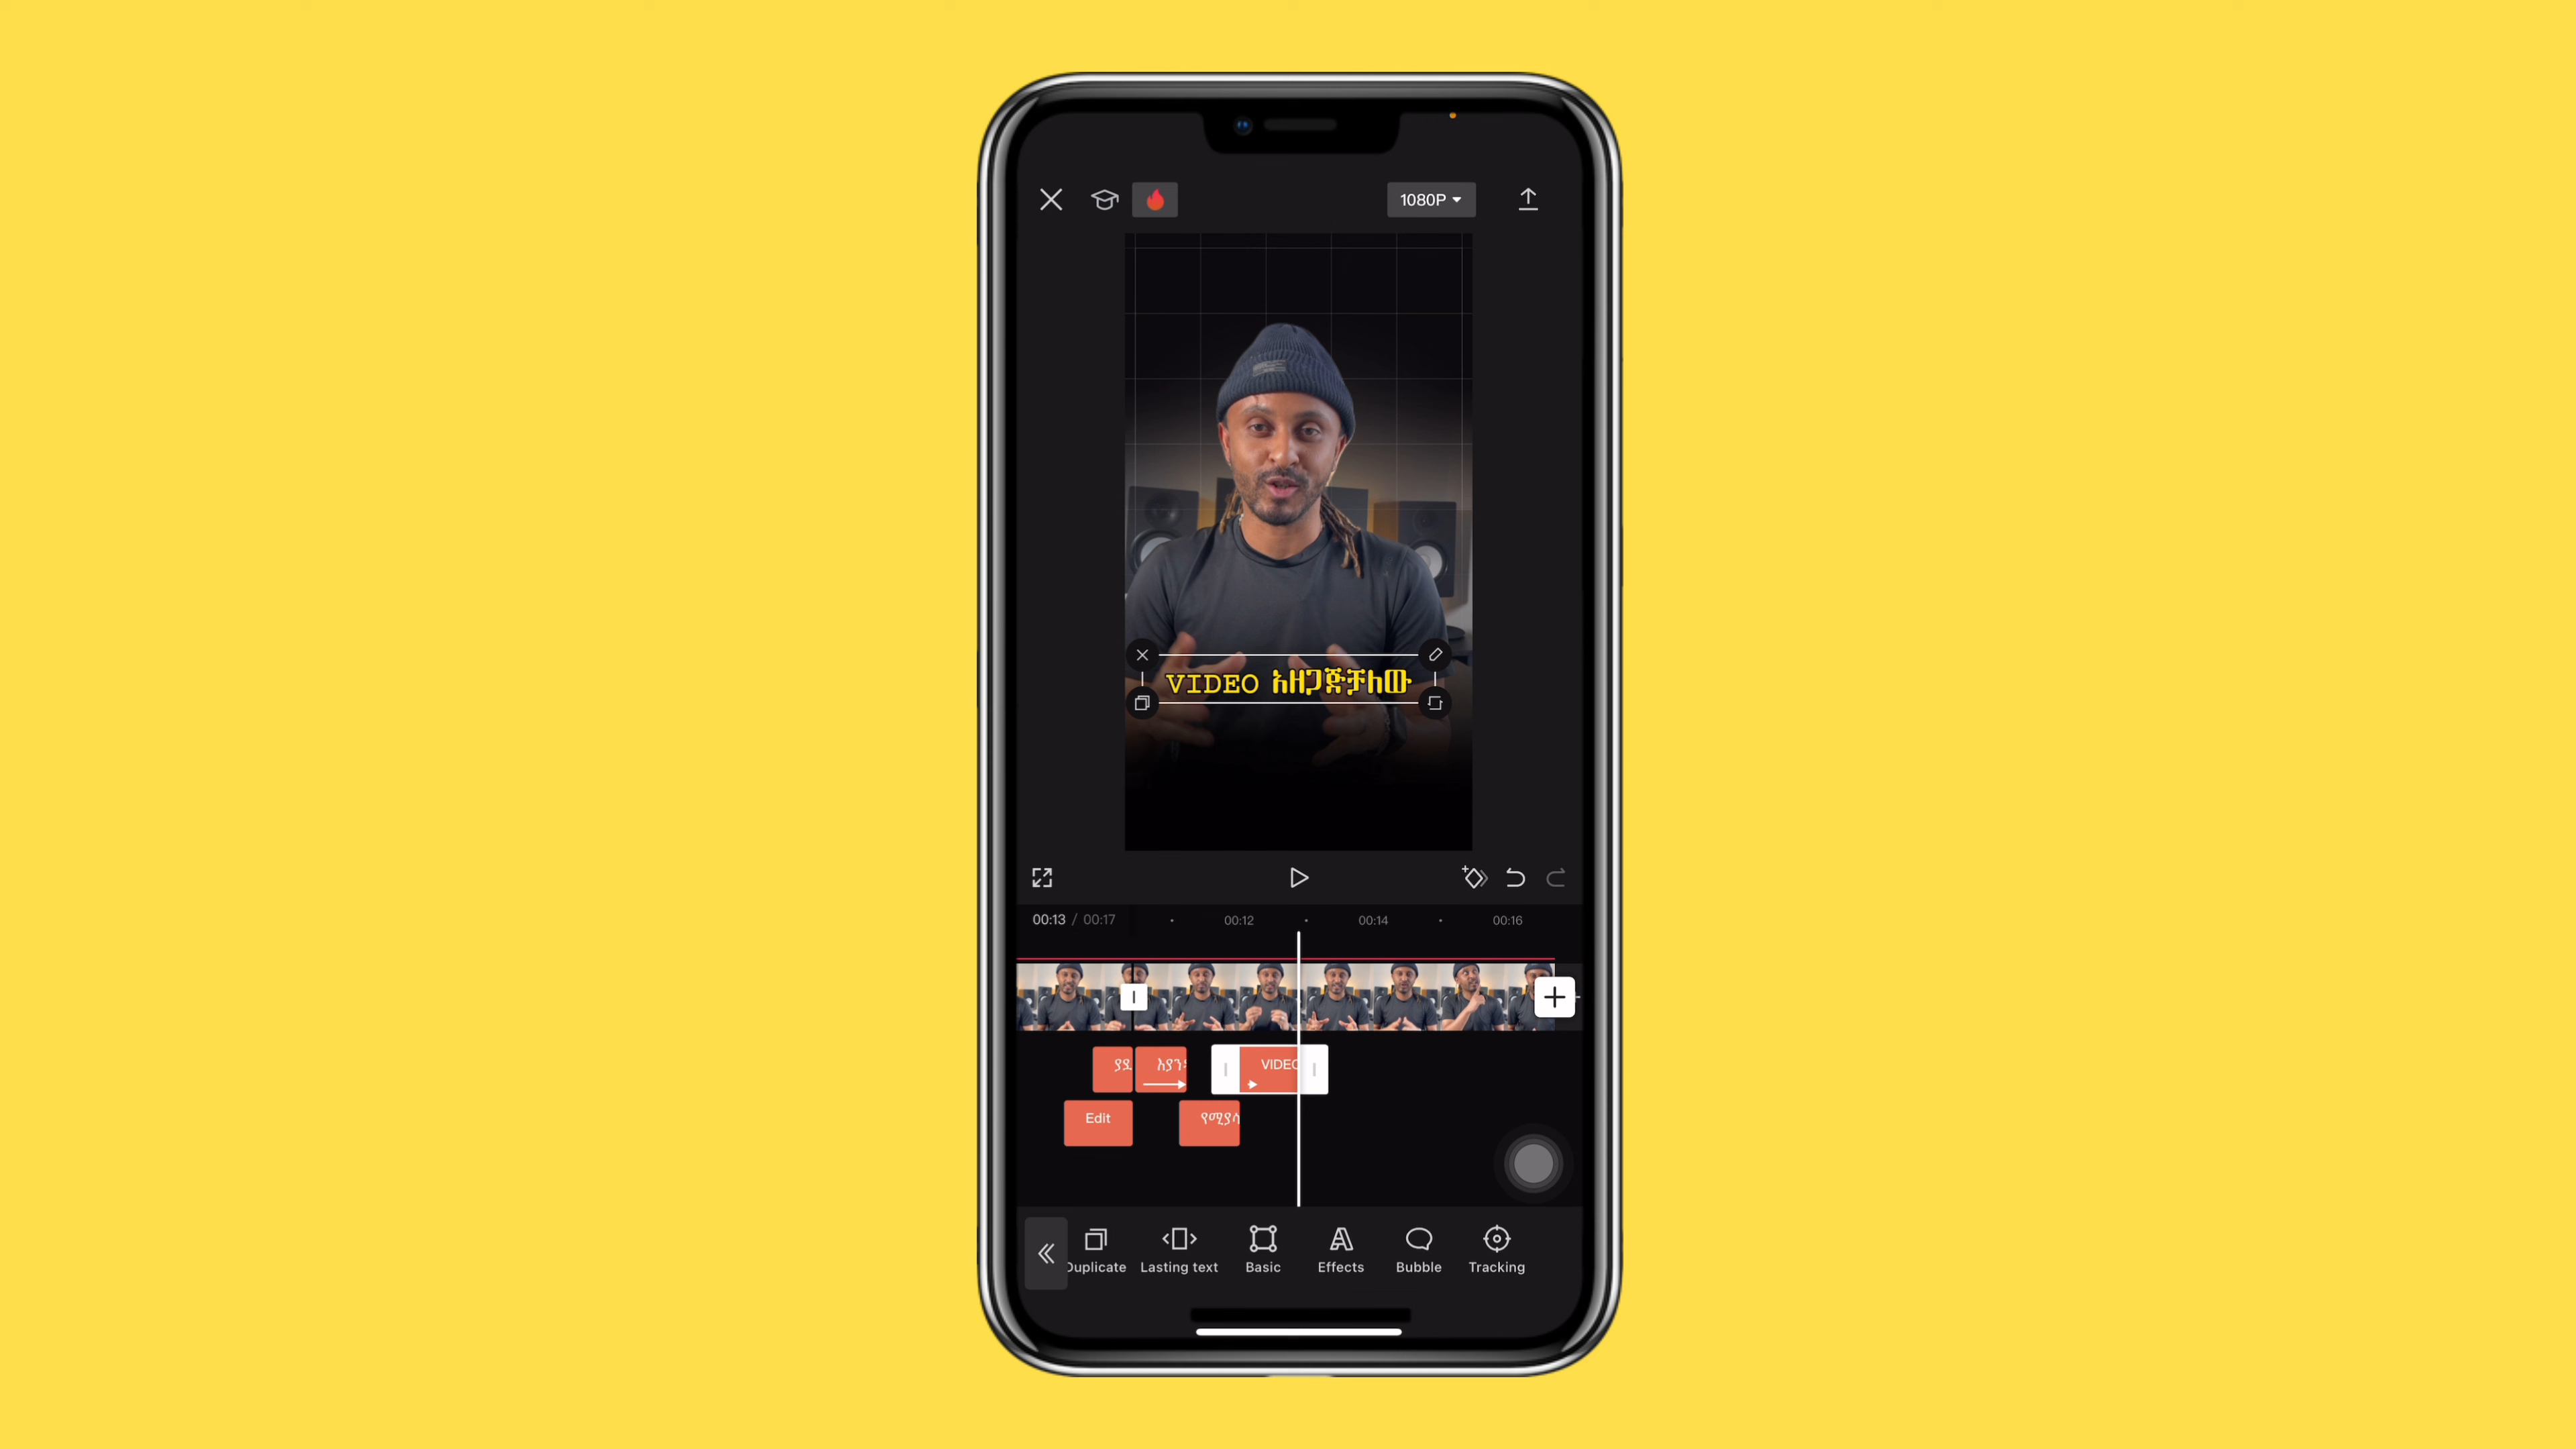 1080P
VIDEO አዘጋጅቻለው
00:13 / 00:17
00:12
00:14
00:16
VIDEO
Edit
የሚያሳ
Duplicate
Lasting text
Basic
Effects
Bubble
Tracking